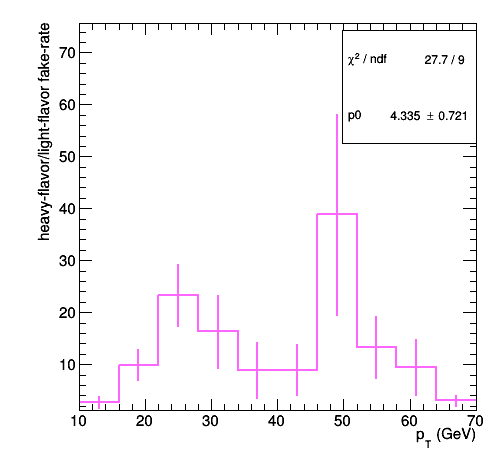 heavy-flavor/light-flavor fake-rate
χ² / ndf 27.7 / 9
p0 4.335 ± 0.721
70
60
50
40
30
20
10
10 20 30 40 50 60 70
p_T (GeV)